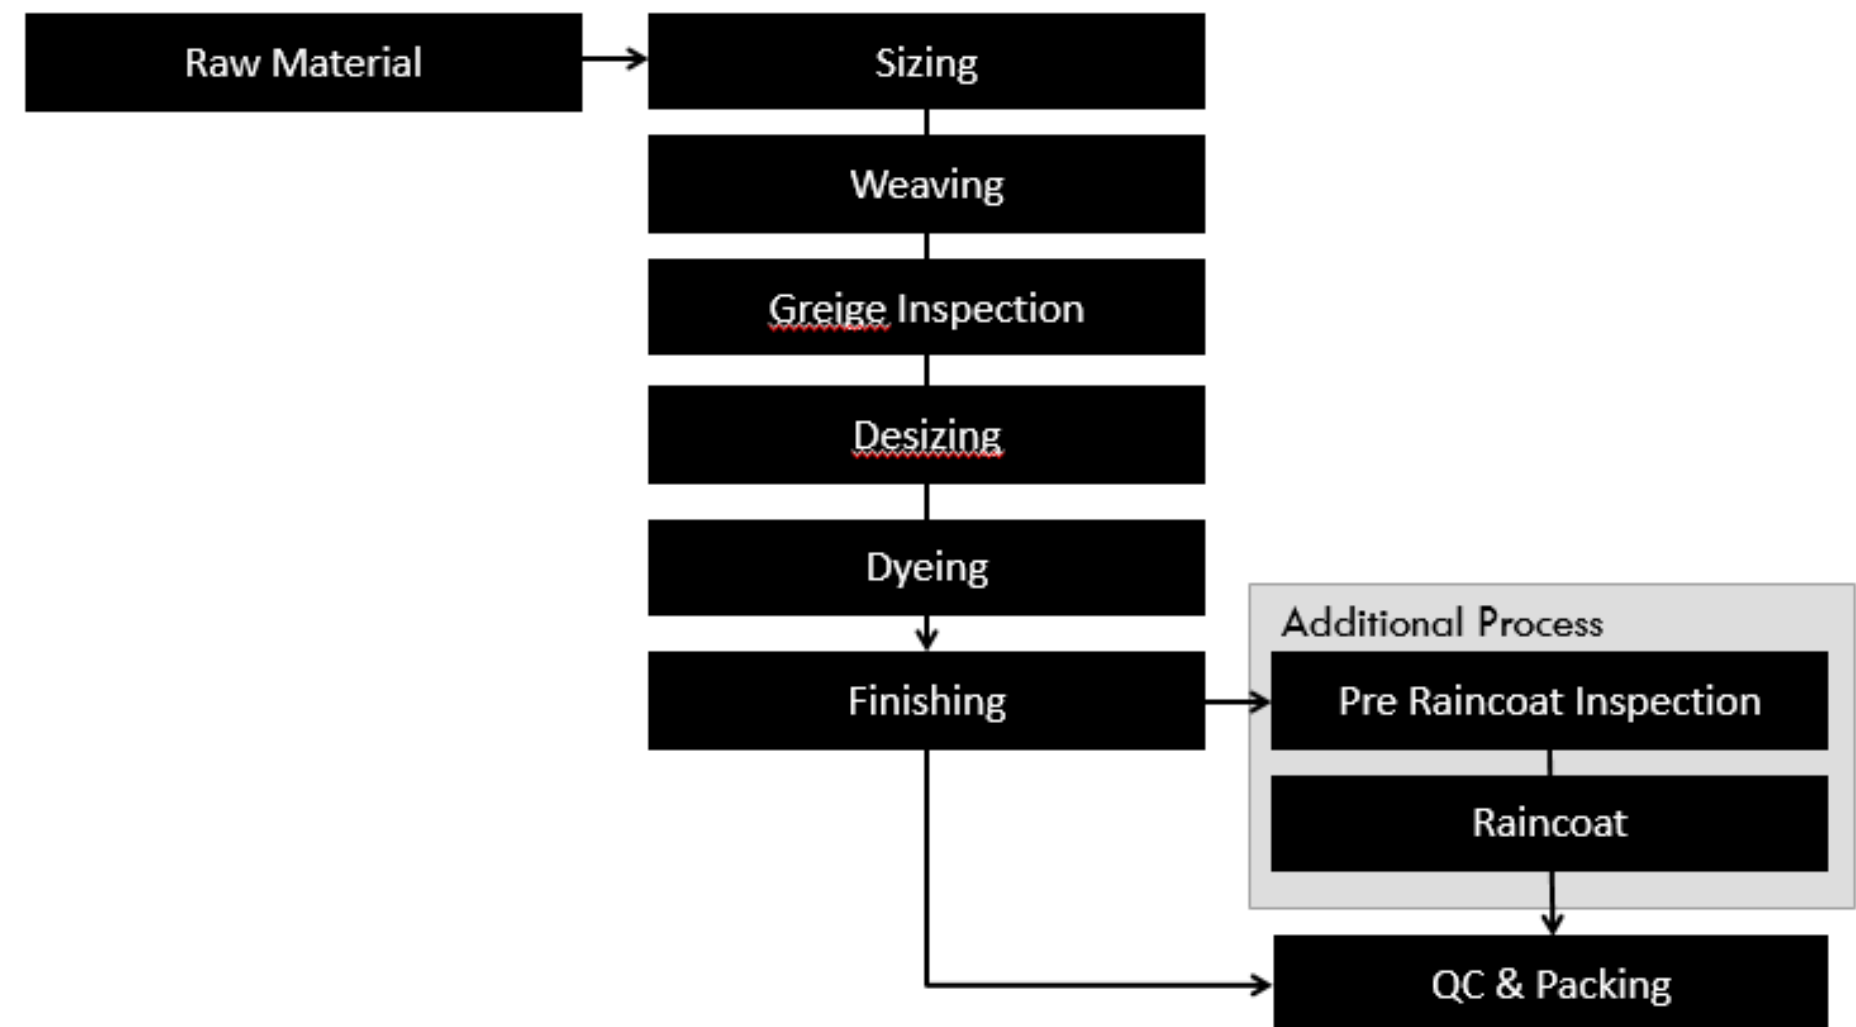 Raw Material
Sizing
Weaving
Greige Inspection
Desizing
Dyeing
Finishing
Additional Process
Pre Raincoat Inspection
Raincoat
QC & Packing